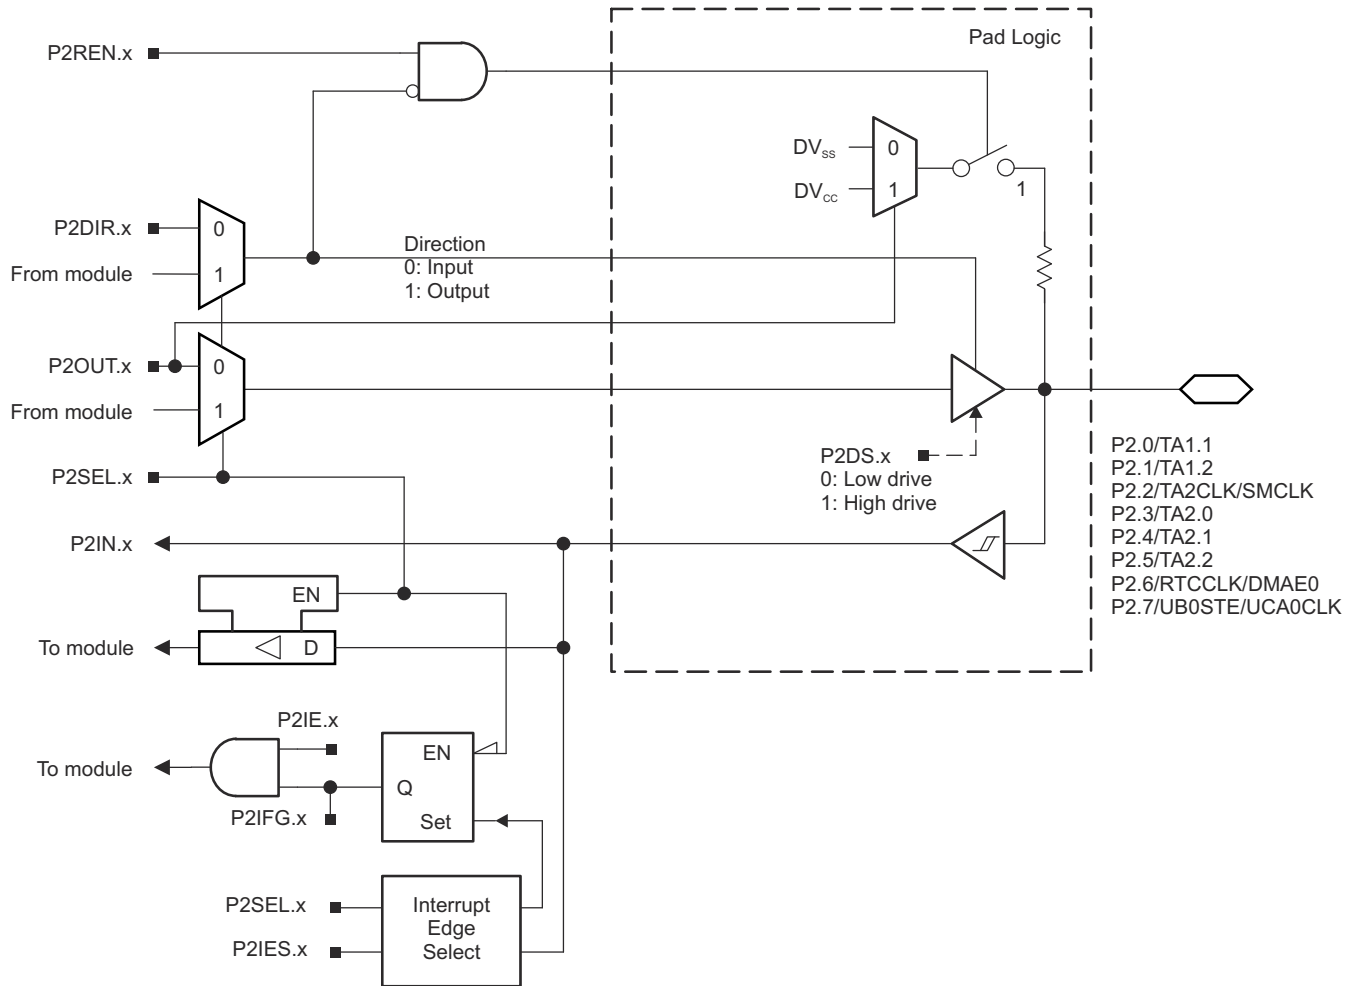 Pad Logic
P2REN.x
DVSS
0
DVCC
1
1
P2DIR.x
0
From module
1
Direction
0: Input
1: Output
P2OUT.x
0
From module
1
P2SEL.x
P2DS.x
0: Low drive
1: High drive
P2.0/TA1.1
P2.1/TA1.2
P2.2/TA2CLK/SMCLK
P2.3/TA2.0
P2.4/TA2.1
P2.5/TA2.2
P2.6/RTCCLK/DMAE0
P2.7/UB0STE/UCA0CLK
P2IN.x
EN
To module
D
P2IE.x
To module
EN
Q
Set
P2IFG.x
P2SEL.x
P2IES.x
Interrupt
Edge
Select